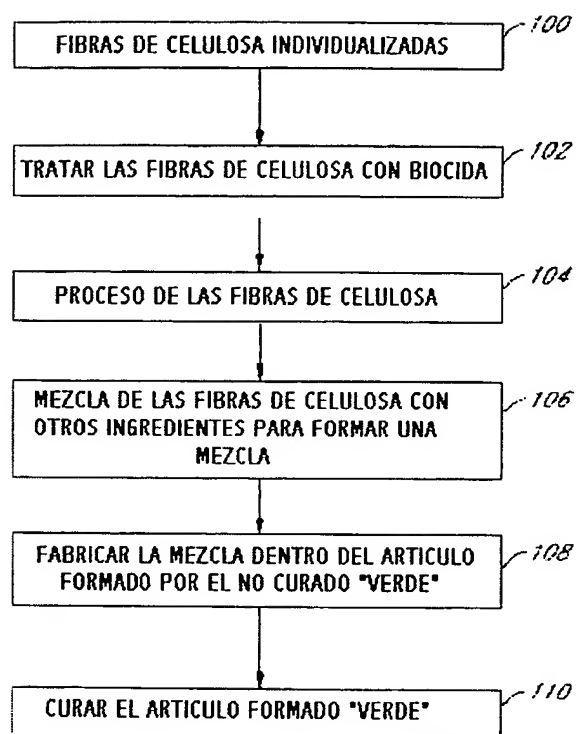 FIBRAS DE CELULOSA INDIVIDUALIZADAS
100
TRATAR LAS FIBRAS DE CELULOSA CON BIOCIDA
102
PROCESO DE LAS FIBRAS DE CELULOSA
104
MEZCLA DE LAS FIBRAS DE CELULOSA CON
OTROS INGREDIENTES PARA FORMAR UNA
MEZCLA
106
FABRICAR LA MEZCLA DENTRO DEL ARTICULO
FORMADO POR EL NO CURADO "VERDE"
108
CURAR EL ARTICULO FORMADO "VERDE"
110